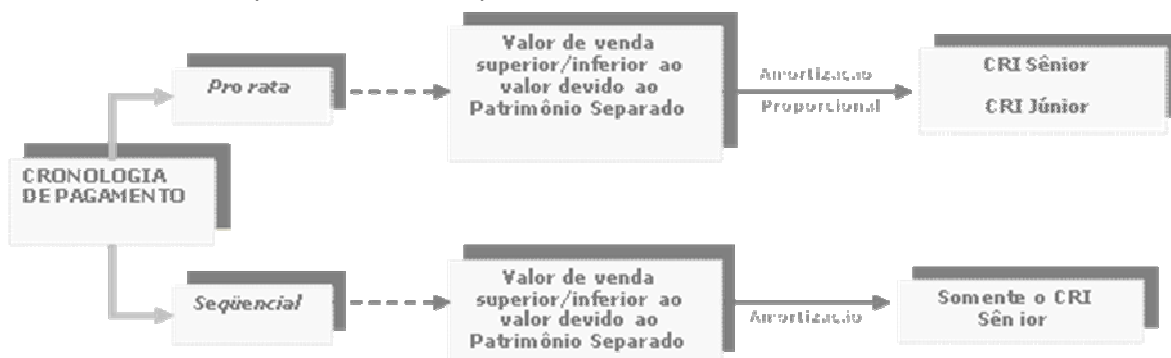 Pro rata
Valor de venda
superior/inferior ao
valor devido ao
Patrimônio Separado
Amortização
Proporcional
CRI Sênior
CRI Júnior
CRONOLOGIA
DE PAGAMENTO
Seqüencial
Valor de venda
superior/inferior ao
valor devido ao
Patrimônio Separado
Amortização
Somente o CRI
Sênior